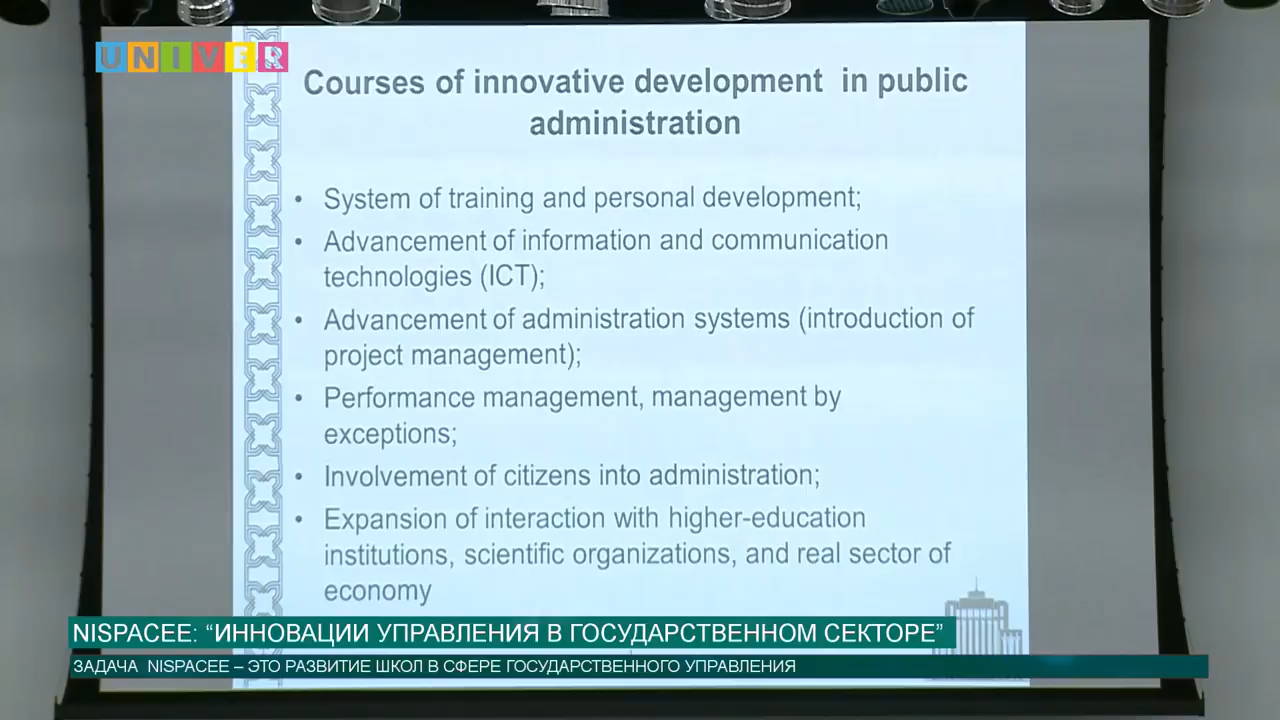 UNIVER
Courses of innovative development in public
administration
• System of training and personal development;
• Advancement of information and communication
technologies (ICT);
• Advancement of administration systems (introduction of
project management);
• Performance management, management by
exceptions;
• Involvement of citizens into administration;
• Expansion of interaction with higher-education
institutions, scientific organizations, and real sector of
economy
NISPACEE: “ИННОВАЦИИ УПРАВЛЕНИЯ В ГОСУДАРСТВЕННОМ СЕКТОРЕ”
ЗАДАЧА NISPACEE – ЭТО РАЗВИТИЕ ШКОЛ В СФЕРЕ ГОСУДАРСТВЕННОГО УПРАВЛЕНИЯ